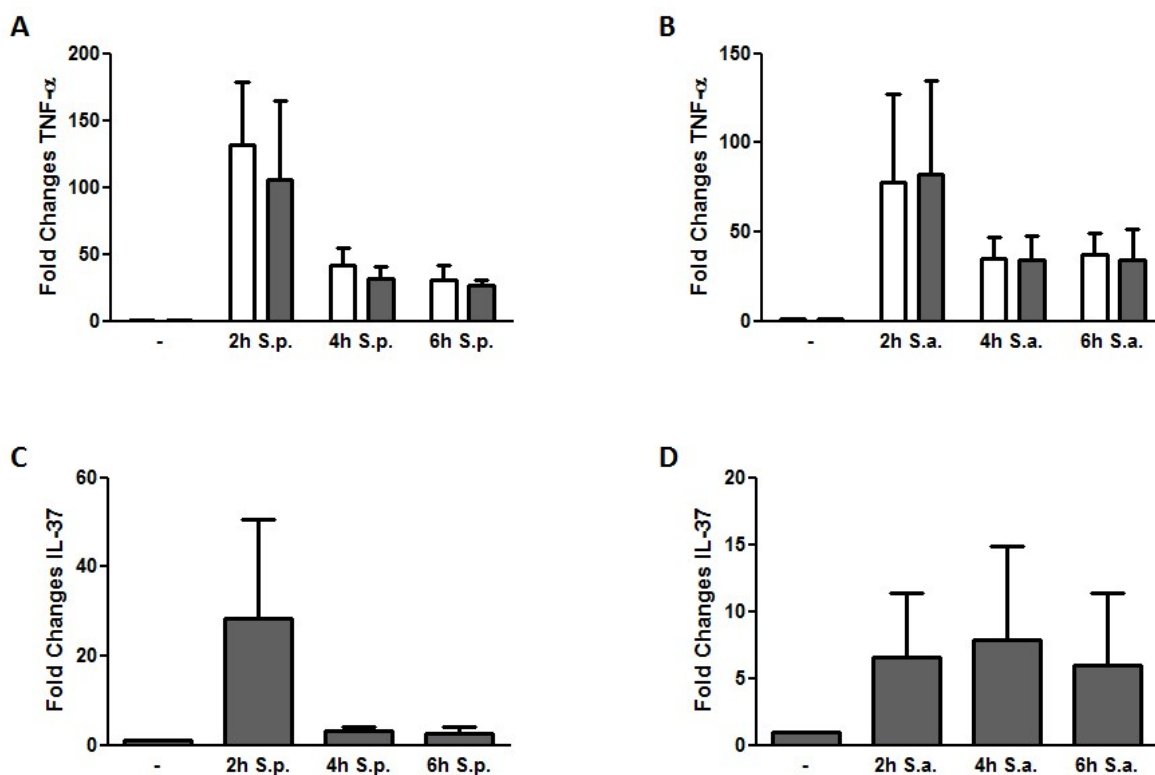 A
Fold Changes TNF-α
200
150
100
50
0
- 2h S.p. 4h S.p. 6h S.p.
B
Fold Changes TNF-α
150
100
50
0
- 2h S.a. 4h S.a. 6h S.a.
C
Fold Changes IL-37
60
40
20
0
- 2h S.p. 4h S.p. 6h S.p.
D
Fold Changes IL-37
20
15
10
5
0
- 2h S.a. 4h S.a. 6h S.a.